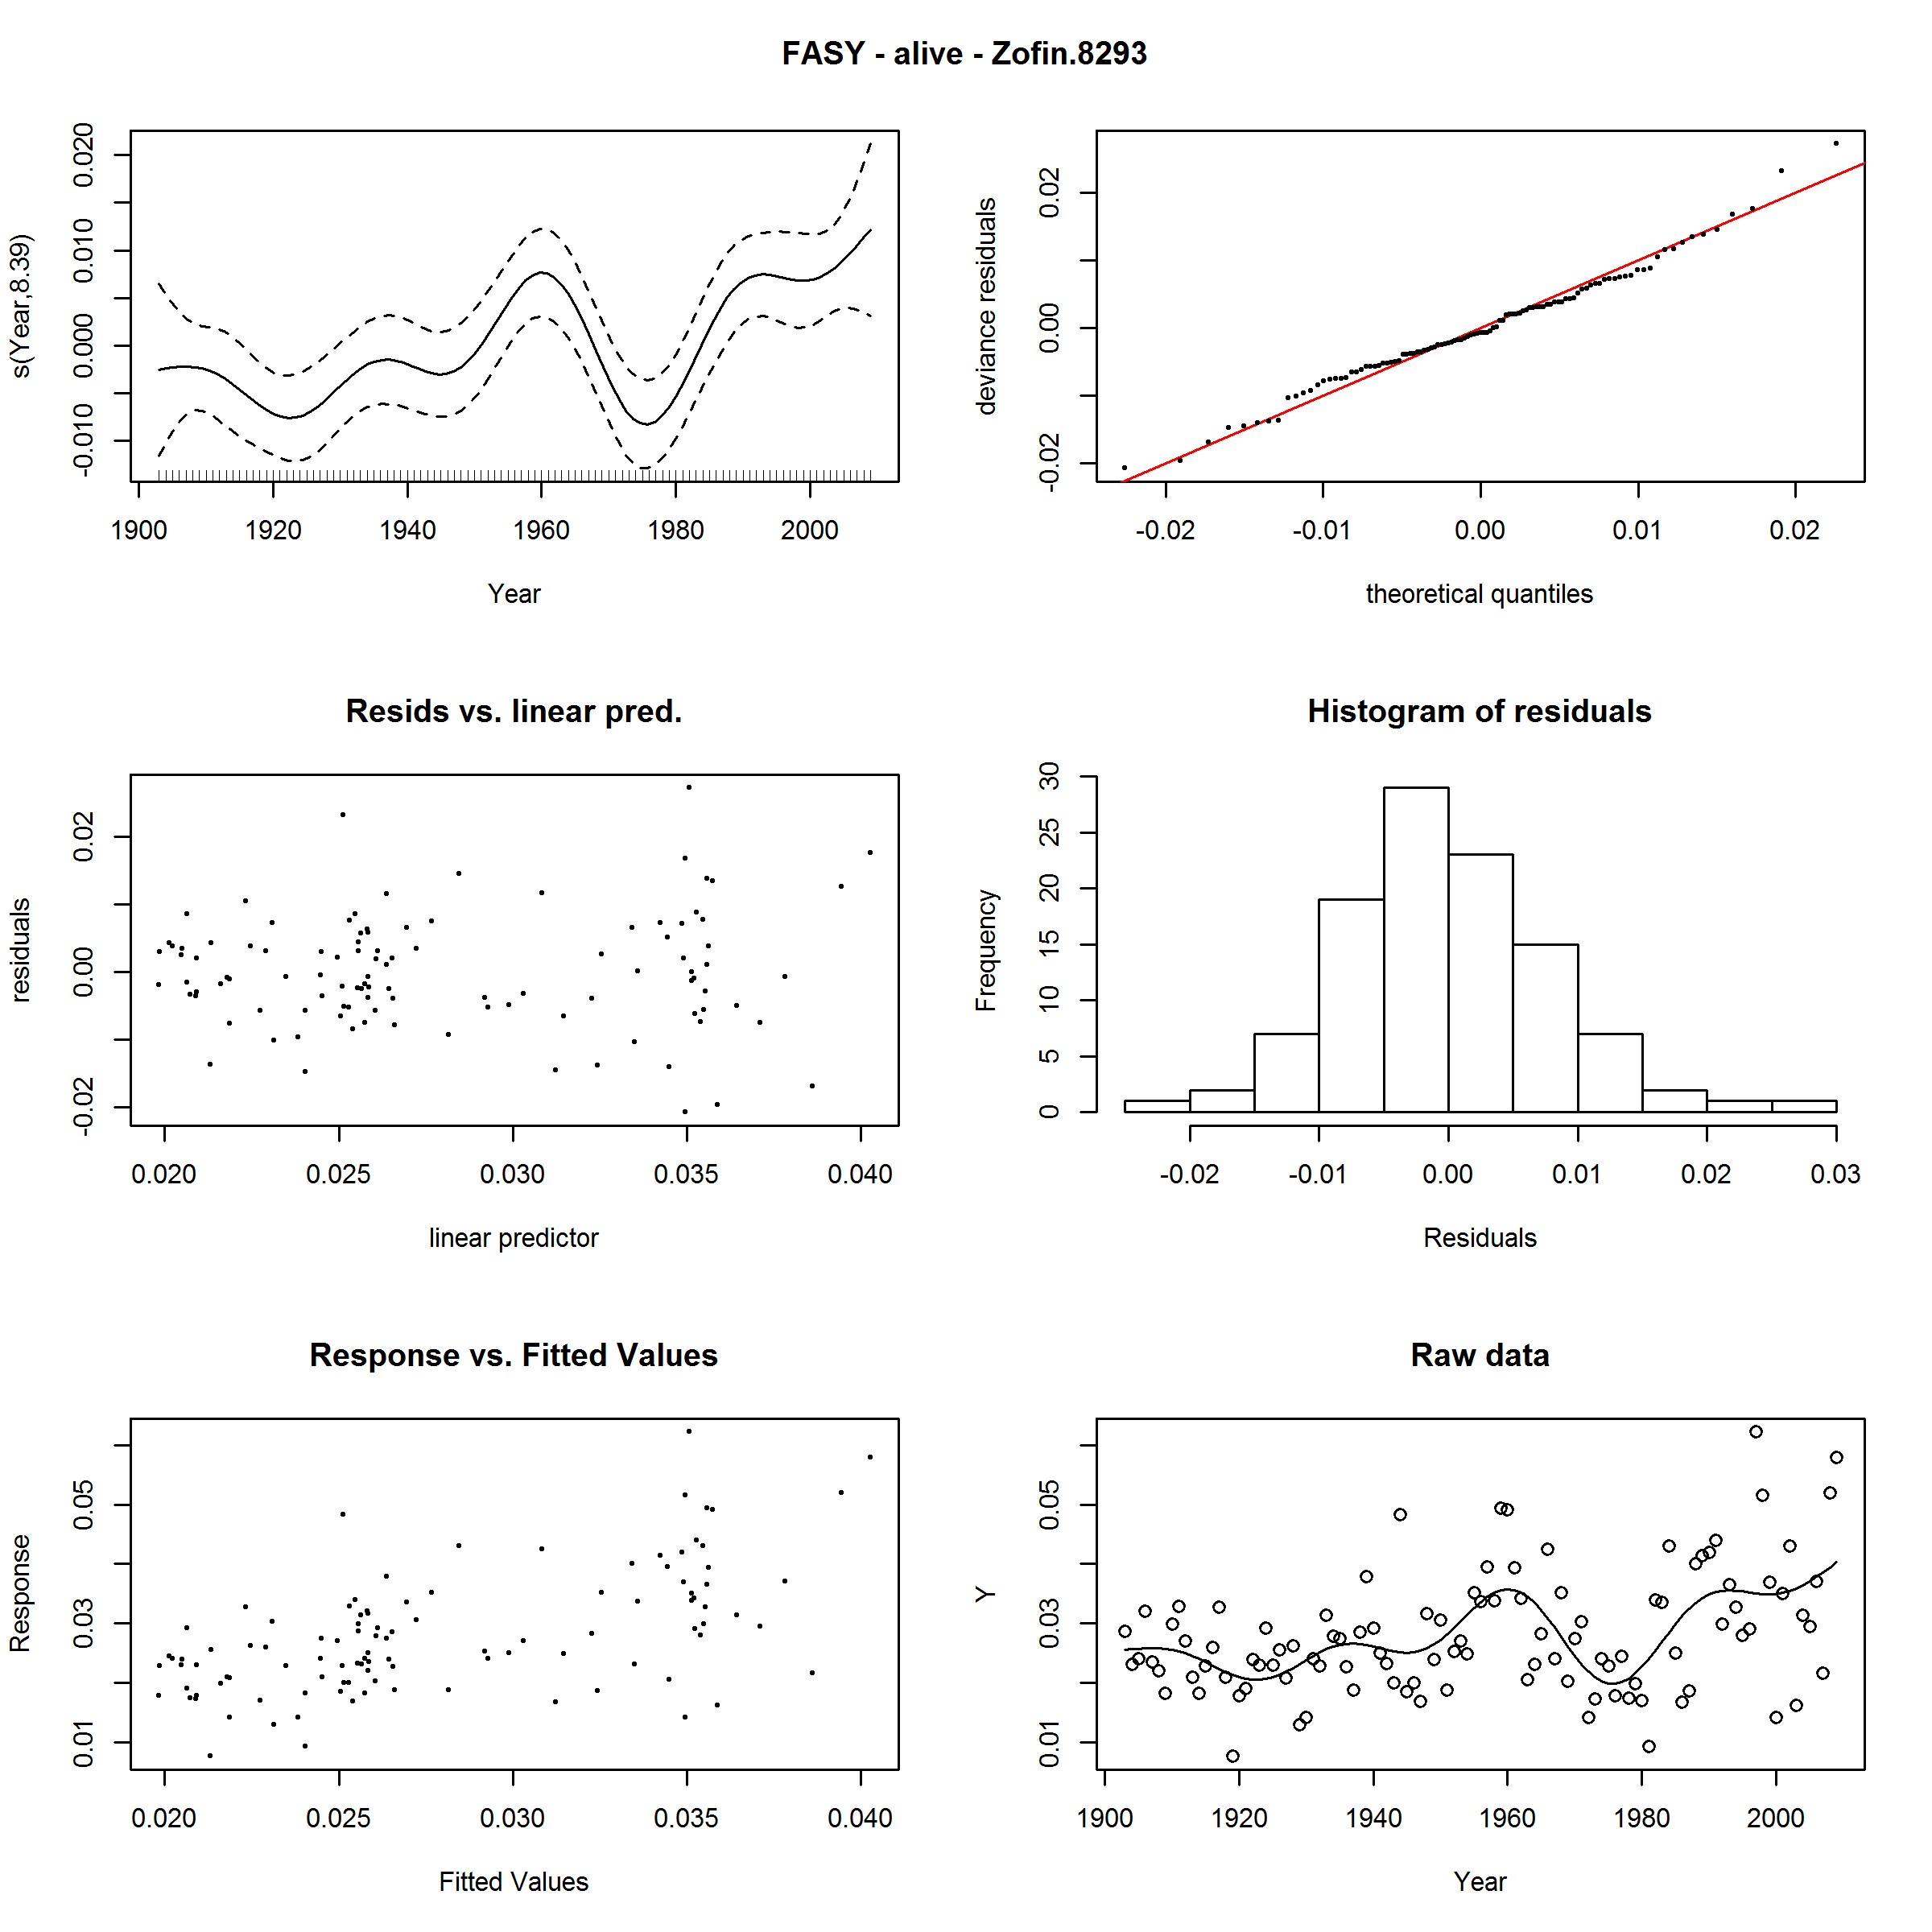 FASY - alive - Zofin.8293
s(Year,8.39)
-0.010 0.000 0.010 0.020
1900 1920 1940 1960 1980 2000
Year
deviance residuals
-0.02 0.00 0.02
-0.02 -0.01 0.00 0.01 0.02
theoretical quantiles
Resids vs. linear pred.
residuals
-0.02 0.00 0.02
0.020 0.025 0.030 0.035 0.040
linear predictor
Histogram of residuals
Frequency
0 5 10 15 20 25 30
-0.02 -0.01 0.00 0.01 0.02 0.03
Residuals
Response vs. Fitted Values
Response
0.01 0.03 0.05
0.020 0.025 0.030 0.035 0.040
Fitted Values
Raw data
Y
0.01 0.03 0.05
1900 1920 1940 1960 1980 2000
Year